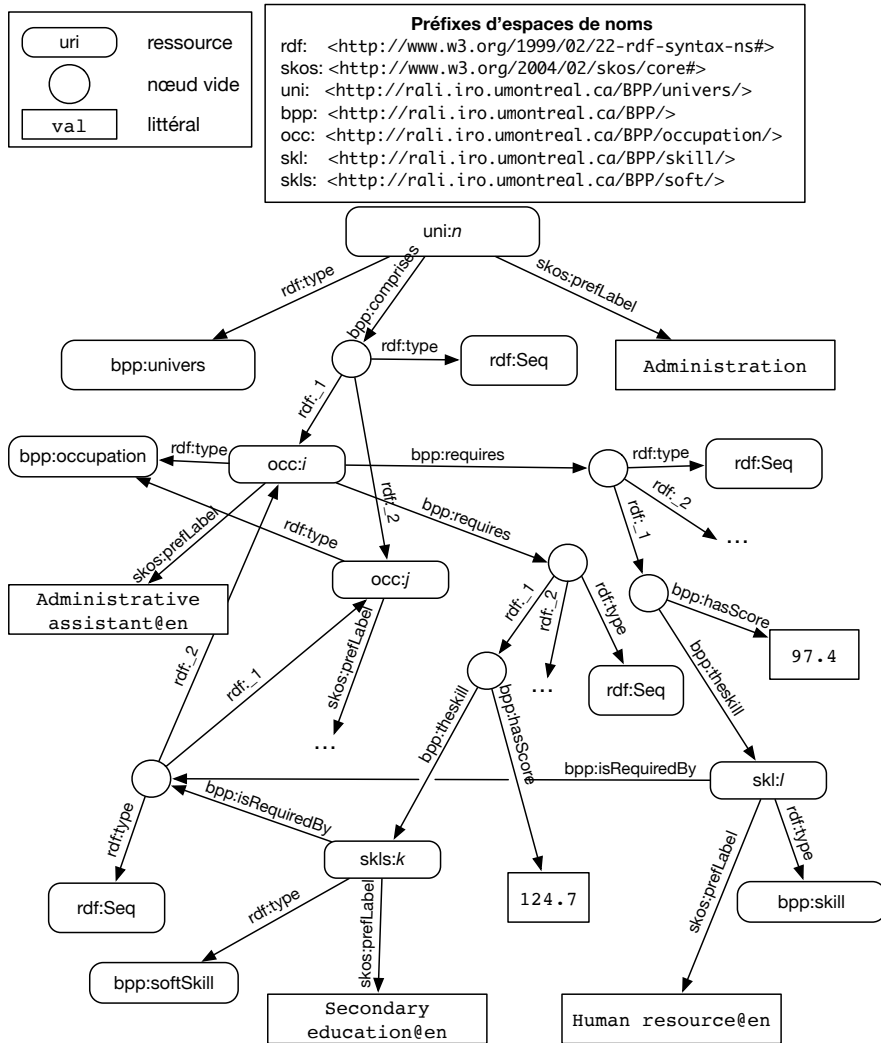 uri ressource
nœud vide
val littéral
Préfixes d'espaces de noms
rdf: <http://www.w3.org/1999/02/22-rdf-syntax-ns#>
skos: <http://www.w3.org/2004/02/skos/core#>
uni: <http://rali.iro.umontreal.ca/BPP/univers/>
bpp: <http://rali.iro.umontreal.ca/BPP/>
occ: <http://rali.iro.umontreal.ca/BPP/occupation/>
skl: <http://rali.iro.umontreal.ca/BPP/skill/>
skls: <http://rali.iro.umontreal.ca/BPP/soft/>
uni:n
rdf:type
bpp:comprises
skos:prefLabel
bpp:univers
rdf:type
rdf:Seq
Administration
rdf:_1
rdf:_2
bpp:occupation
rdf:type
occ:i
bpp:requires
rdf:type
rdf:Seq
rdf:_2
rdf:_1
...
skos:prefLabel
rdf:type
bpp:requires
occ:j
rdf:_1
rdf:_2
rdf:type
bpp:hasScore
Administrative
assistant@en
97.4
rdf:_2
rdf:_1
skos:prefLabel
...
...
rdf:Seq
bpp:theskill
bpp:hasScore
bpp:theskill
bpp:isRequiredBy
skl:l
bpp:isRequiredBy
rdf:type
skls:k
rdf:type
skos:prefLabel
rdf:Seq
rdf:type
skos:prefLabel
124.7
bpp:skill
bpp:softSkill
Secondary
education@en
Human resource@en